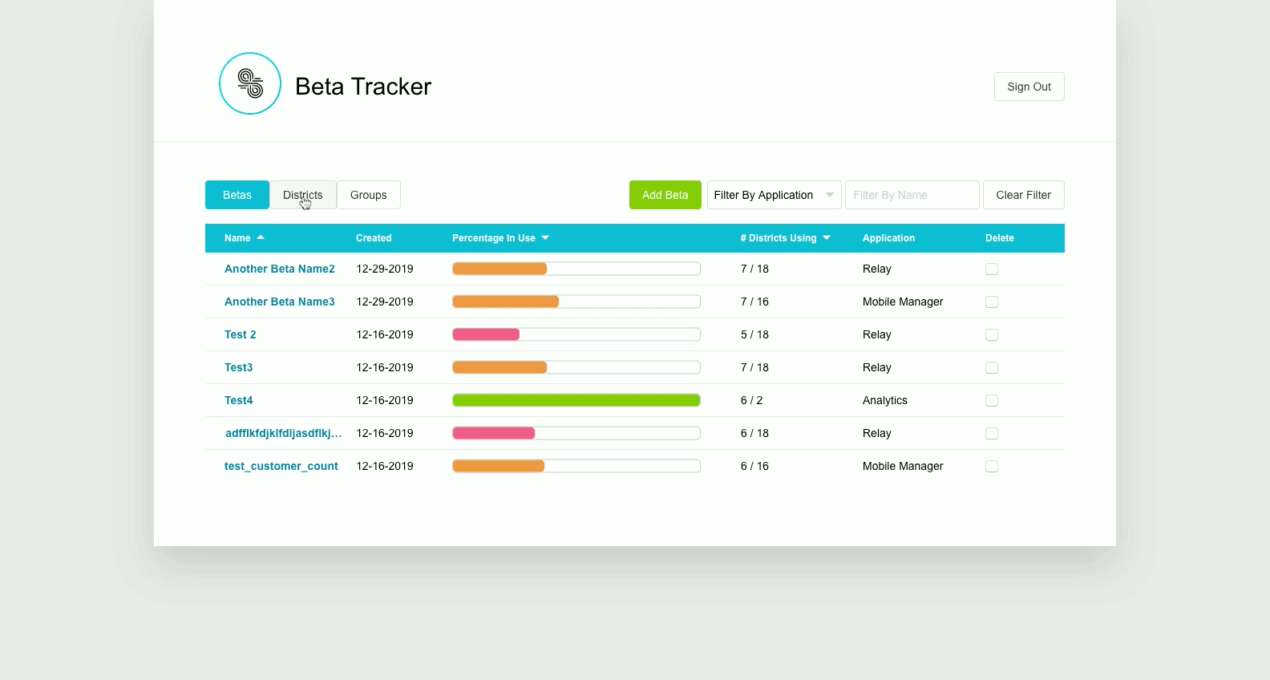 Beta Tracker
Sign Out
Betas Districts Groups Add Beta Filter By Application Filter By Name Clear Filter
Name Created Percentage In Use # Districts Using Application Delete
Another Beta Name2 12-29-2019 7 / 18 Relay
Another Beta Name3 12-29-2019 7 / 16 Mobile Manager
Test 2 12-16-2019 5 / 18 Relay
Test3 12-16-2019 7 / 18 Relay
Test4 12-16-2019 6 / 2 Analytics
adfflkfdjklfdljasdflkj... 12-16-2019 6 / 18 Relay
test_customer_count 12-16-2019 6 / 16 Mobile Manager